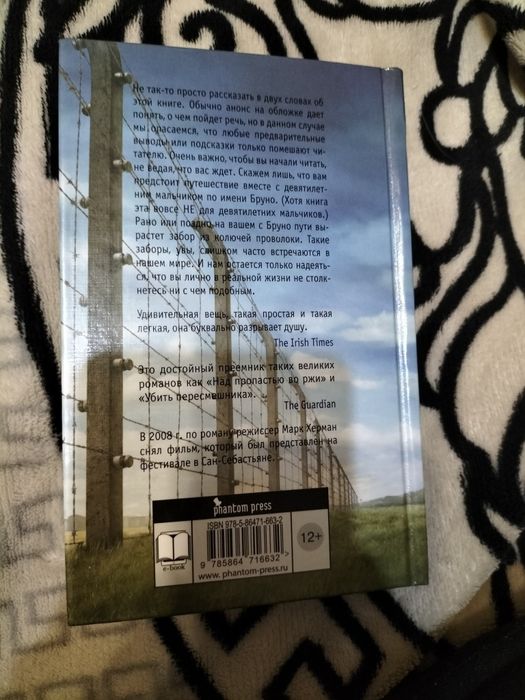 Не так-то просто рассказать в двух словах об
этой книге. Обычно анонс на обложке дает
понять, о чем пойдет речь, но в данном случае
мы опасаемся, что любые предварительные
выводы или подсказки только помешают чи-
тателю. Очень важно, чтобы вы начали читать,
не ведая, что вас ждет. Скажем лишь, что вам
предстоит путешествие вместе с девятилет-
ним мальчиком по имени Бруно. (Хотя книга
эта вовсе НЕ для девятилетних мальчиков.)
Рано или поздно на вашем с Бруно пути вы-
растет забор из колючей проволоки. Такие
заборы, увы, слишком часто встречаются в
нашем мире. И нам остается только надеять-
ся, что вы лично в реальной жизни не столк-
нетесь ни с чем подобным.
Удивительная вещь, такая простая и такая
легкая, она буквально разрывает душу.
The Irish Times
Это достойный преемник таких великих
романов как «Над пропастью во ржи» и
«Убить пересмешника».
The Guardian
В 2008 г. по роману режиссер Марк Херман
снял фильм, который был представлен на
фестивале в Сан-Себастьяне.
phantom press
ISBN 978-5-86471-663-2
12+
e-book
9 785864 716632
www.phantom-press.ru